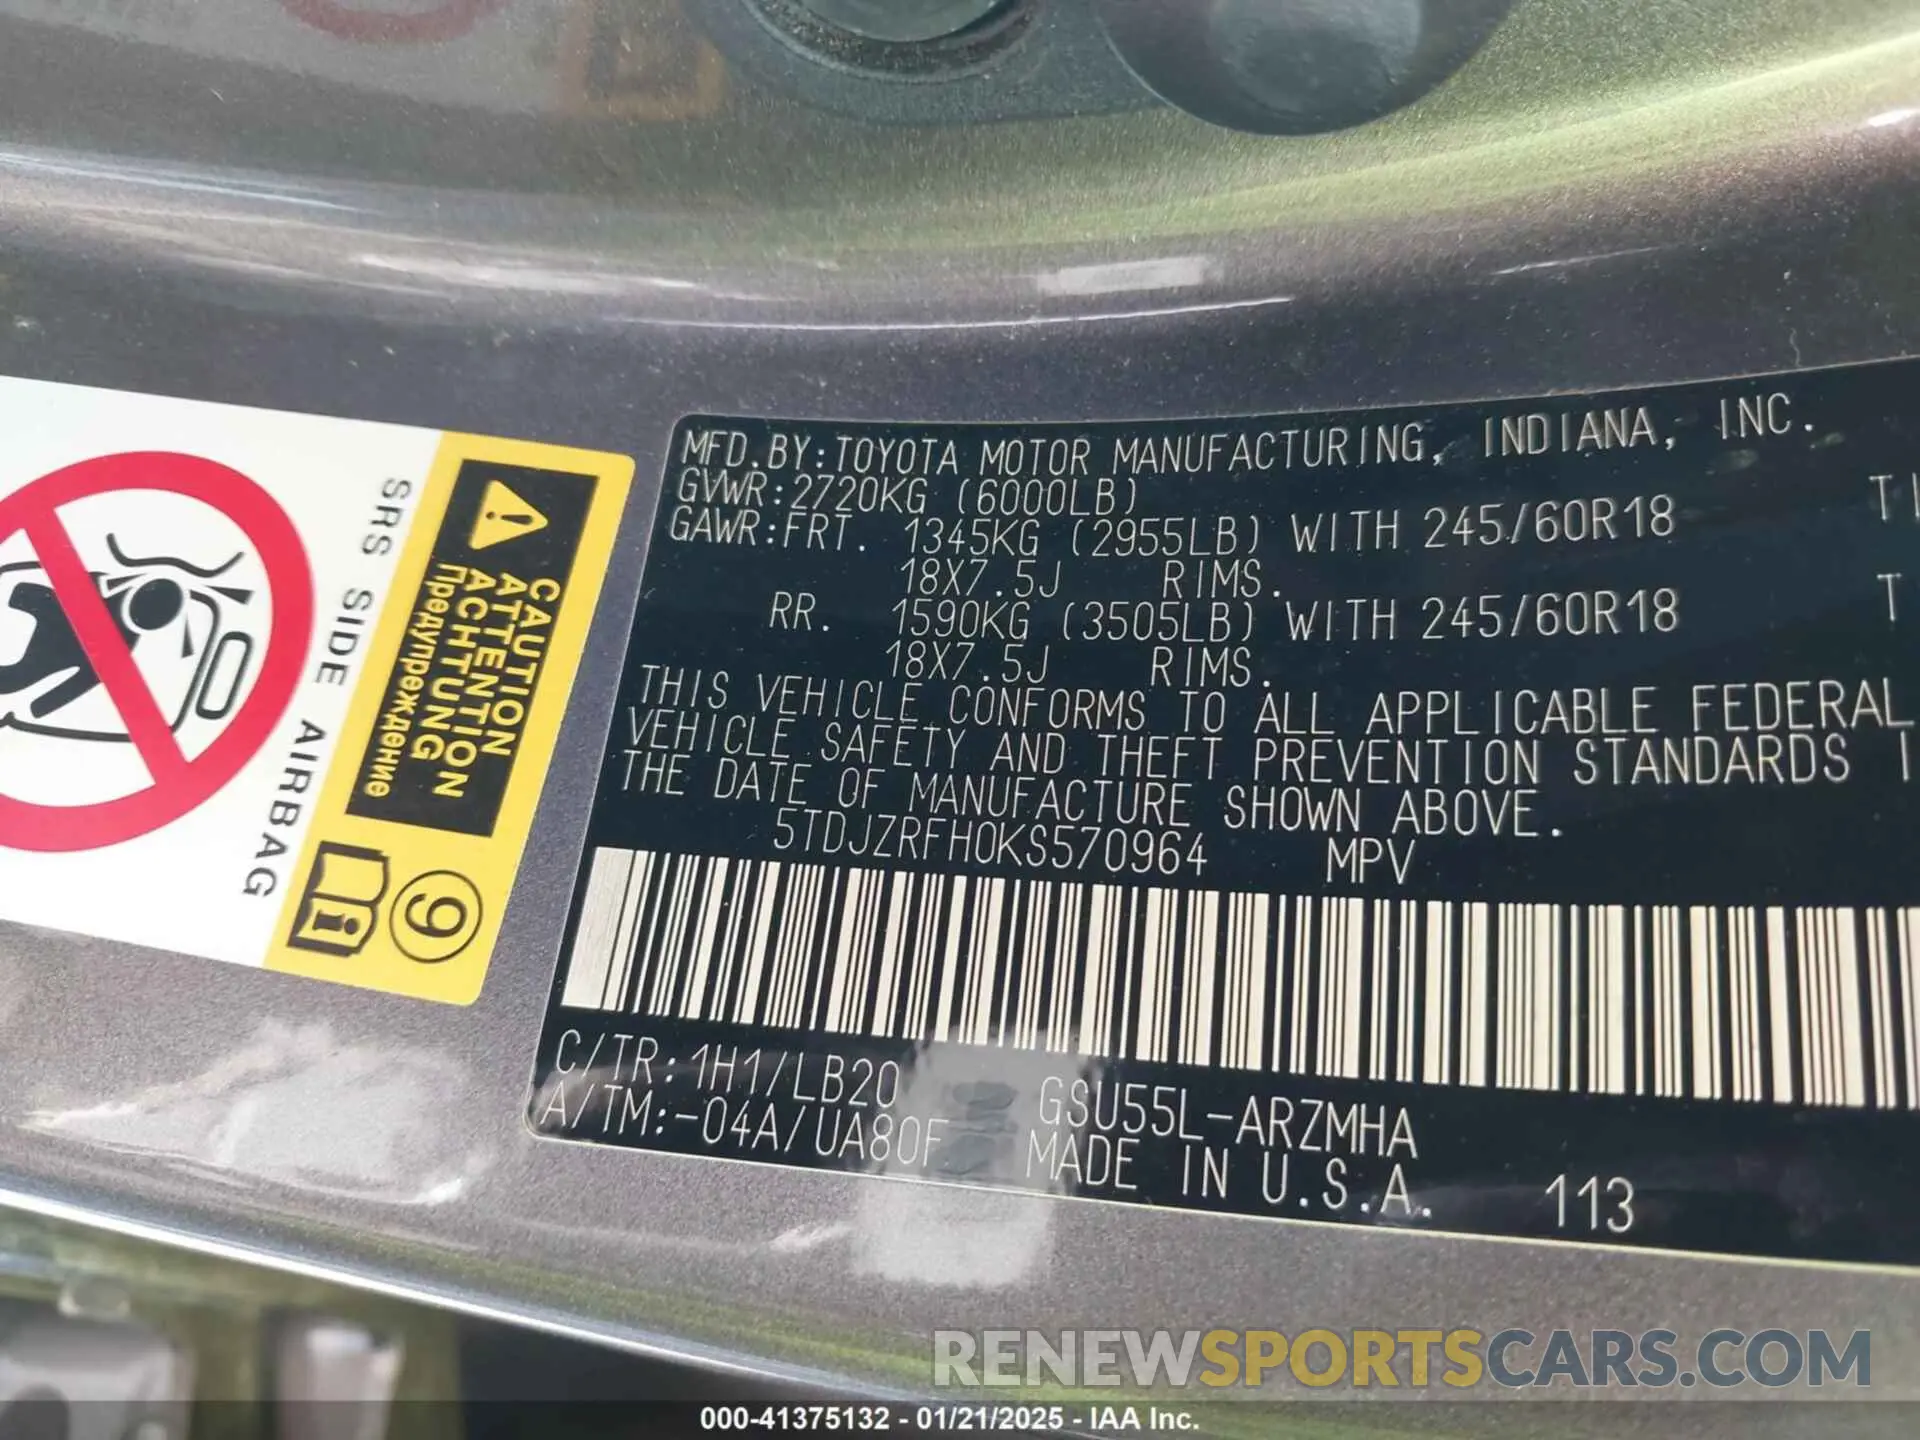 SRS SIDE AIRBAG
CAUTION
ATTENTION
ACHTUNG
Предупреждение
9
MFD.BY:TOYOTA MOTOR MANUFACTURING, INDIANA, INC.
GVWR:2720KG (6000LB)
GAWR:FRT. 1345KG (2955LB) WITH 245/60R18
18X7.5J RIMS.
RR. 1590KG (3505LB) WITH 245/60R18
18X7.5J RIMS.
THIS VEHICLE CONFORMS TO ALL APPLICABLE FEDERAL
VEHICLE SAFETY AND THEFT PREVENTION STANDARDS
THE DATE OF MANUFACTURE SHOWN ABOVE.
5TDJZRFH0KS570964 MPV
C/TR:1H1/LB20 GSU55L-ARZMHA
A/TM:-04A/UA80F MADE IN U.S.A. 113
RENEWSPORTSCARS.COM
000-41375132 - 01/21/2025 - IAA Inc.